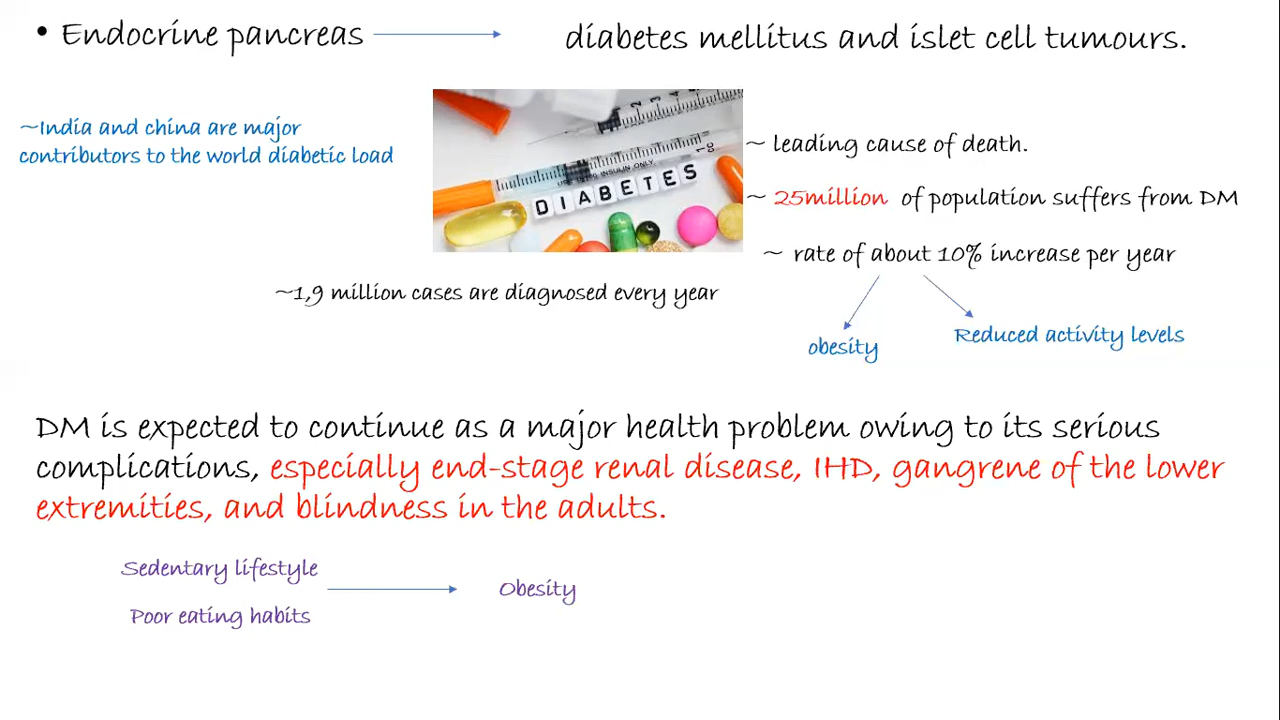 • Endocrine pancreas
diabetes mellitus and islet cell tumours.
~India and china are major
contributors to the world diabetic load
USE WITH INSULIN ONLY
DIABETES
~ leading cause of death.
~ 25million of population suffers from DM
~ rate of about 10% increase per year
~1,9 million cases are diagnosed every year
obesity
Reduced activity levels
DM is expected to continue as a major health problem owing to its serious
complications, especially end-stage renal disease, IHD, gangrene of the lower
extremities, and blindness in the adults.
Sedentary lifestyle
Poor eating habits
Obesity